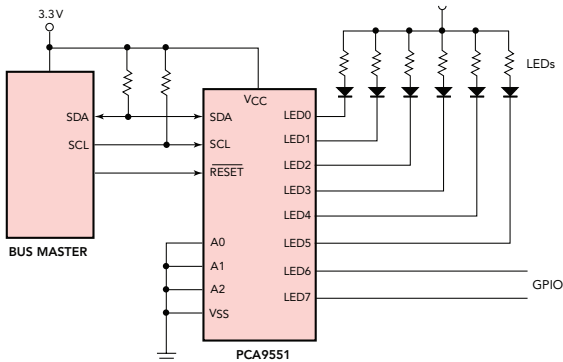 3.3 V
LEDs
VCC
SDA
SDA
LED0
SCL
SCL
LED1
RESET
LED2
LED3
LED4
BUS MASTER
A0
LED5
A1
LED6
GPIO
A2
LED7
VSS
PCA9551